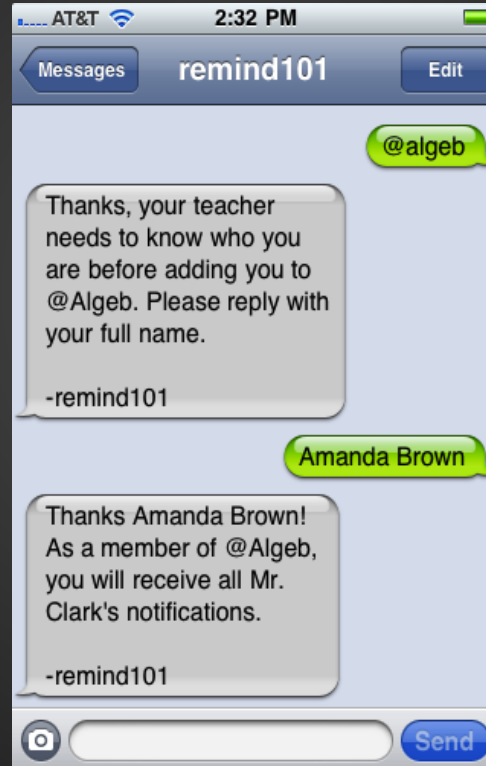 AT&T 2:32 PM
Messages remind101 Edit
@algeb
Thanks, your teacher
needs to know who you
are before adding you to
@Algeb. Please reply with
your full name.
-remind101
Amanda Brown
Thanks Amanda Brown!
As a member of @Algeb,
you will receive all Mr.
Clark's notifications.
-remind101
Send